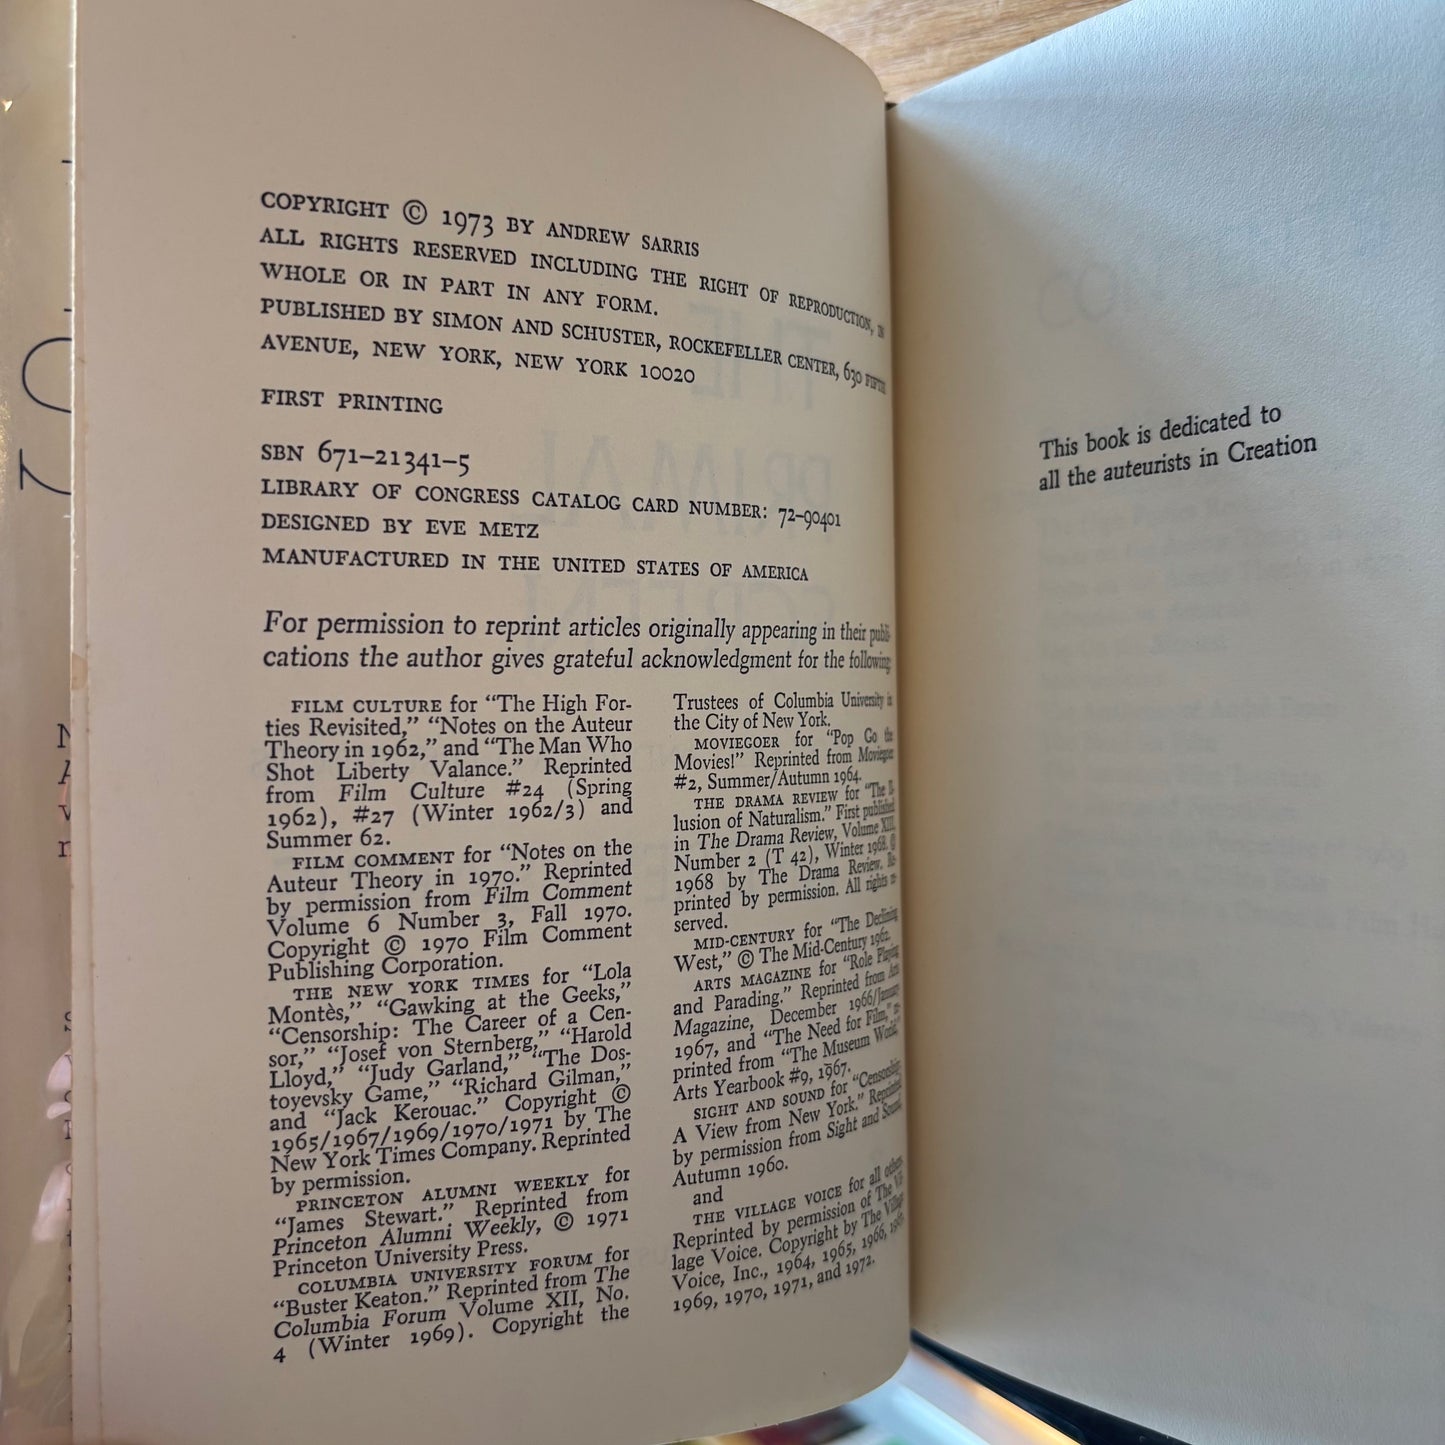 COPYRIGHT © 1973 BY ANDREW SARRIS
ALL RIGHTS RESERVED INCLUDING THE RIGHT OF REPRODUCTION, IN
WHOLE OR IN PART IN ANY FORM.
PUBLISHED BY SIMON AND SCHUSTER, ROCKEFELLER CENTER, 630 FIFTH
AVENUE, NEW YORK, NEW YORK 10020
FIRST PRINTING
SBN 671–21341–5
LIBRARY OF CONGRESS CATALOG CARD NUMBER: 72–90401
DESIGNED BY EVE METZ
MANUFACTURED IN THE UNITED STATES OF AMERICA
For permission to reprint articles originally appearing in their publi-
cations the author gives grateful acknowledgment for the following:
FILM CULTURE for “The High For-
ties Revisited,” “Notes on the Auteur
Theory in 1962,” and “The Man Who
Shot Liberty Valance.” Reprinted
from Film Culture #24 (Spring
1962), #27 (Winter 1962/3) and
Summer 62.
FILM COMMENT for “Notes on the
Auteur Theory in 1970.” Reprinted
by permission from Film Comment
Volume 6 Number 3, Fall 1970.
Copyright © 1970 Film Comment
Publishing Corporation.
THE NEW YORK TIMES for “Lola
Montès,” “Gawking at the Geeks,”
“Censorship: The Career of a Cen-
sor,” “Josef von Sternberg,” “Harold
Lloyd,” “Judy Garland,” “The Dos-
toyevsky Game,” “Richard Gilman,”
and “Jack Kerouac.” Copyright ©
1965/1967/1969/1970/1971 by The
New York Times Company. Reprinted
by permission.
PRINCETON ALUMNI WEEKLY for
“James Stewart.” Reprinted from
Princeton Alumni Weekly, © 1971
Princeton University Press.
COLUMBIA UNIVERSITY FORUM for
“Buster Keaton.” Reprinted from The
Columbia Forum Volume XII, No.
4 (Winter 1969). Copyright the
Trustees of Columbia University in
the City of New York.
MOVIEGOER for “Pop Go the
Movies!” Reprinted from Moviegoer
#2, Summer/Autumn 1964.
THE DRAMA REVIEW for “The Il-
lusion of Naturalism.” First published
in The Drama Review, Volume XIII,
Number 2 (T 42), Winter 1968. ©
1968 by The Drama Review. Re-
printed by permission. All rights re-
served.
MID-CENTURY for “The Declining
West,” © The Mid-Century 1962.
ARTS MAGAZINE for “Role Playing
and Parading.” Reprinted from Arts
Magazine, December 1966/January
1967, and “The Need for Film,” re-
printed from “The Museum World,”
Arts Yearbook #9, 1967.
SIGHT AND SOUND for “Censorship:
A View from New York.” Reprinted
by permission from Sight and Sound,
Autumn 1960.
and
THE VILLAGE VOICE for all others.
Reprinted by permission of The Vil-
lage Voice. Copyright by The Village
Voice, Inc., 1964, 1965, 1966,
1969, 1970, 1971, and 1972.
This book is dedicated to
all the auteurists in Creation